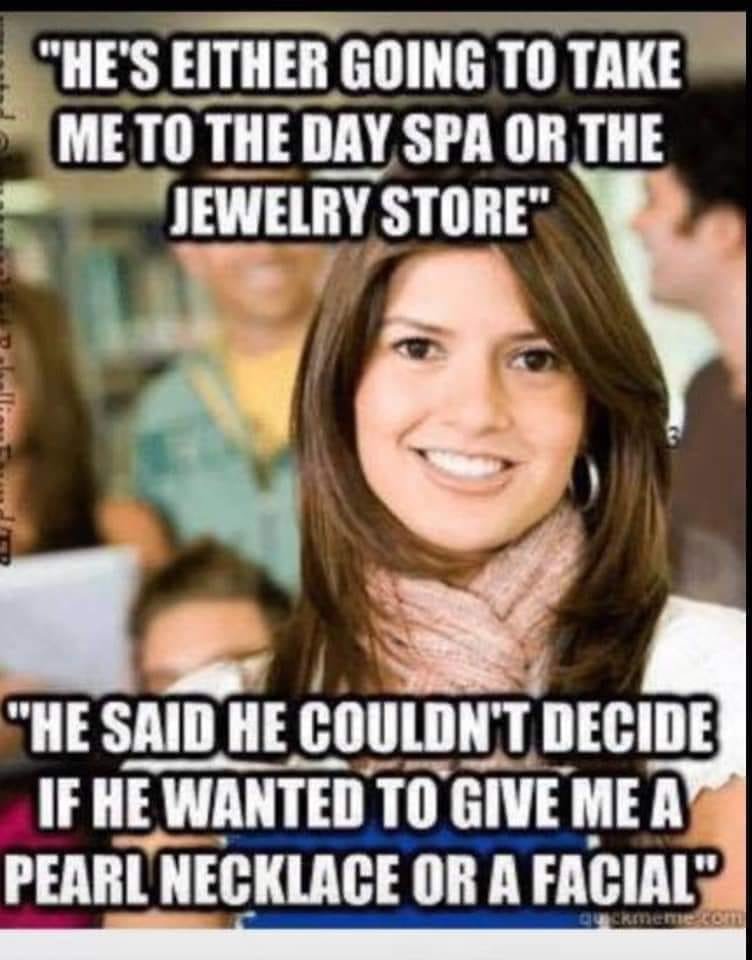 "HE'S EITHER GOING TO TAKE
ME TO THE DAY SPA OR THE
JEWELRY STORE"
"HE SAID HE COULDN'T DECIDE
IF HE WANTED TO GIVE ME A
PEARL NECKLACE OR A FACIAL"
quickmeme.com